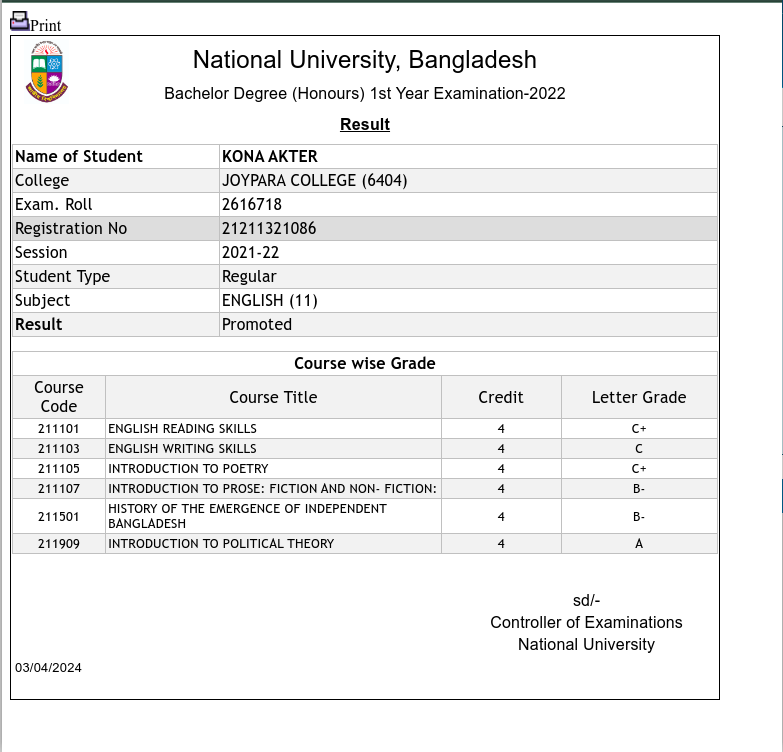 Print
National University, Bangladesh
Bachelor Degree (Honours) 1st Year Examination-2022
Result
Name of Student KONA AKTER
College JOYPARA COLLEGE (6404)
Exam. Roll 2616718
Registration No 21211321086
Session 2021-22
Student Type Regular
Subject ENGLISH (11)
Result Promoted
Course wise Grade
Course Code Course Title Credit Letter Grade
211101 ENGLISH READING SKILLS 4 C+
211103 ENGLISH WRITING SKILLS 4 C
211105 INTRODUCTION TO POETRY 4 C+
211107 INTRODUCTION TO PROSE: FICTION AND NON- FICTION: 4 B-
211501 HISTORY OF THE EMERGENCE OF INDEPENDENT BANGLADESH 4 B-
211909 INTRODUCTION TO POLITICAL THEORY 4 A
sd/-
Controller of Examinations
National University
03/04/2024